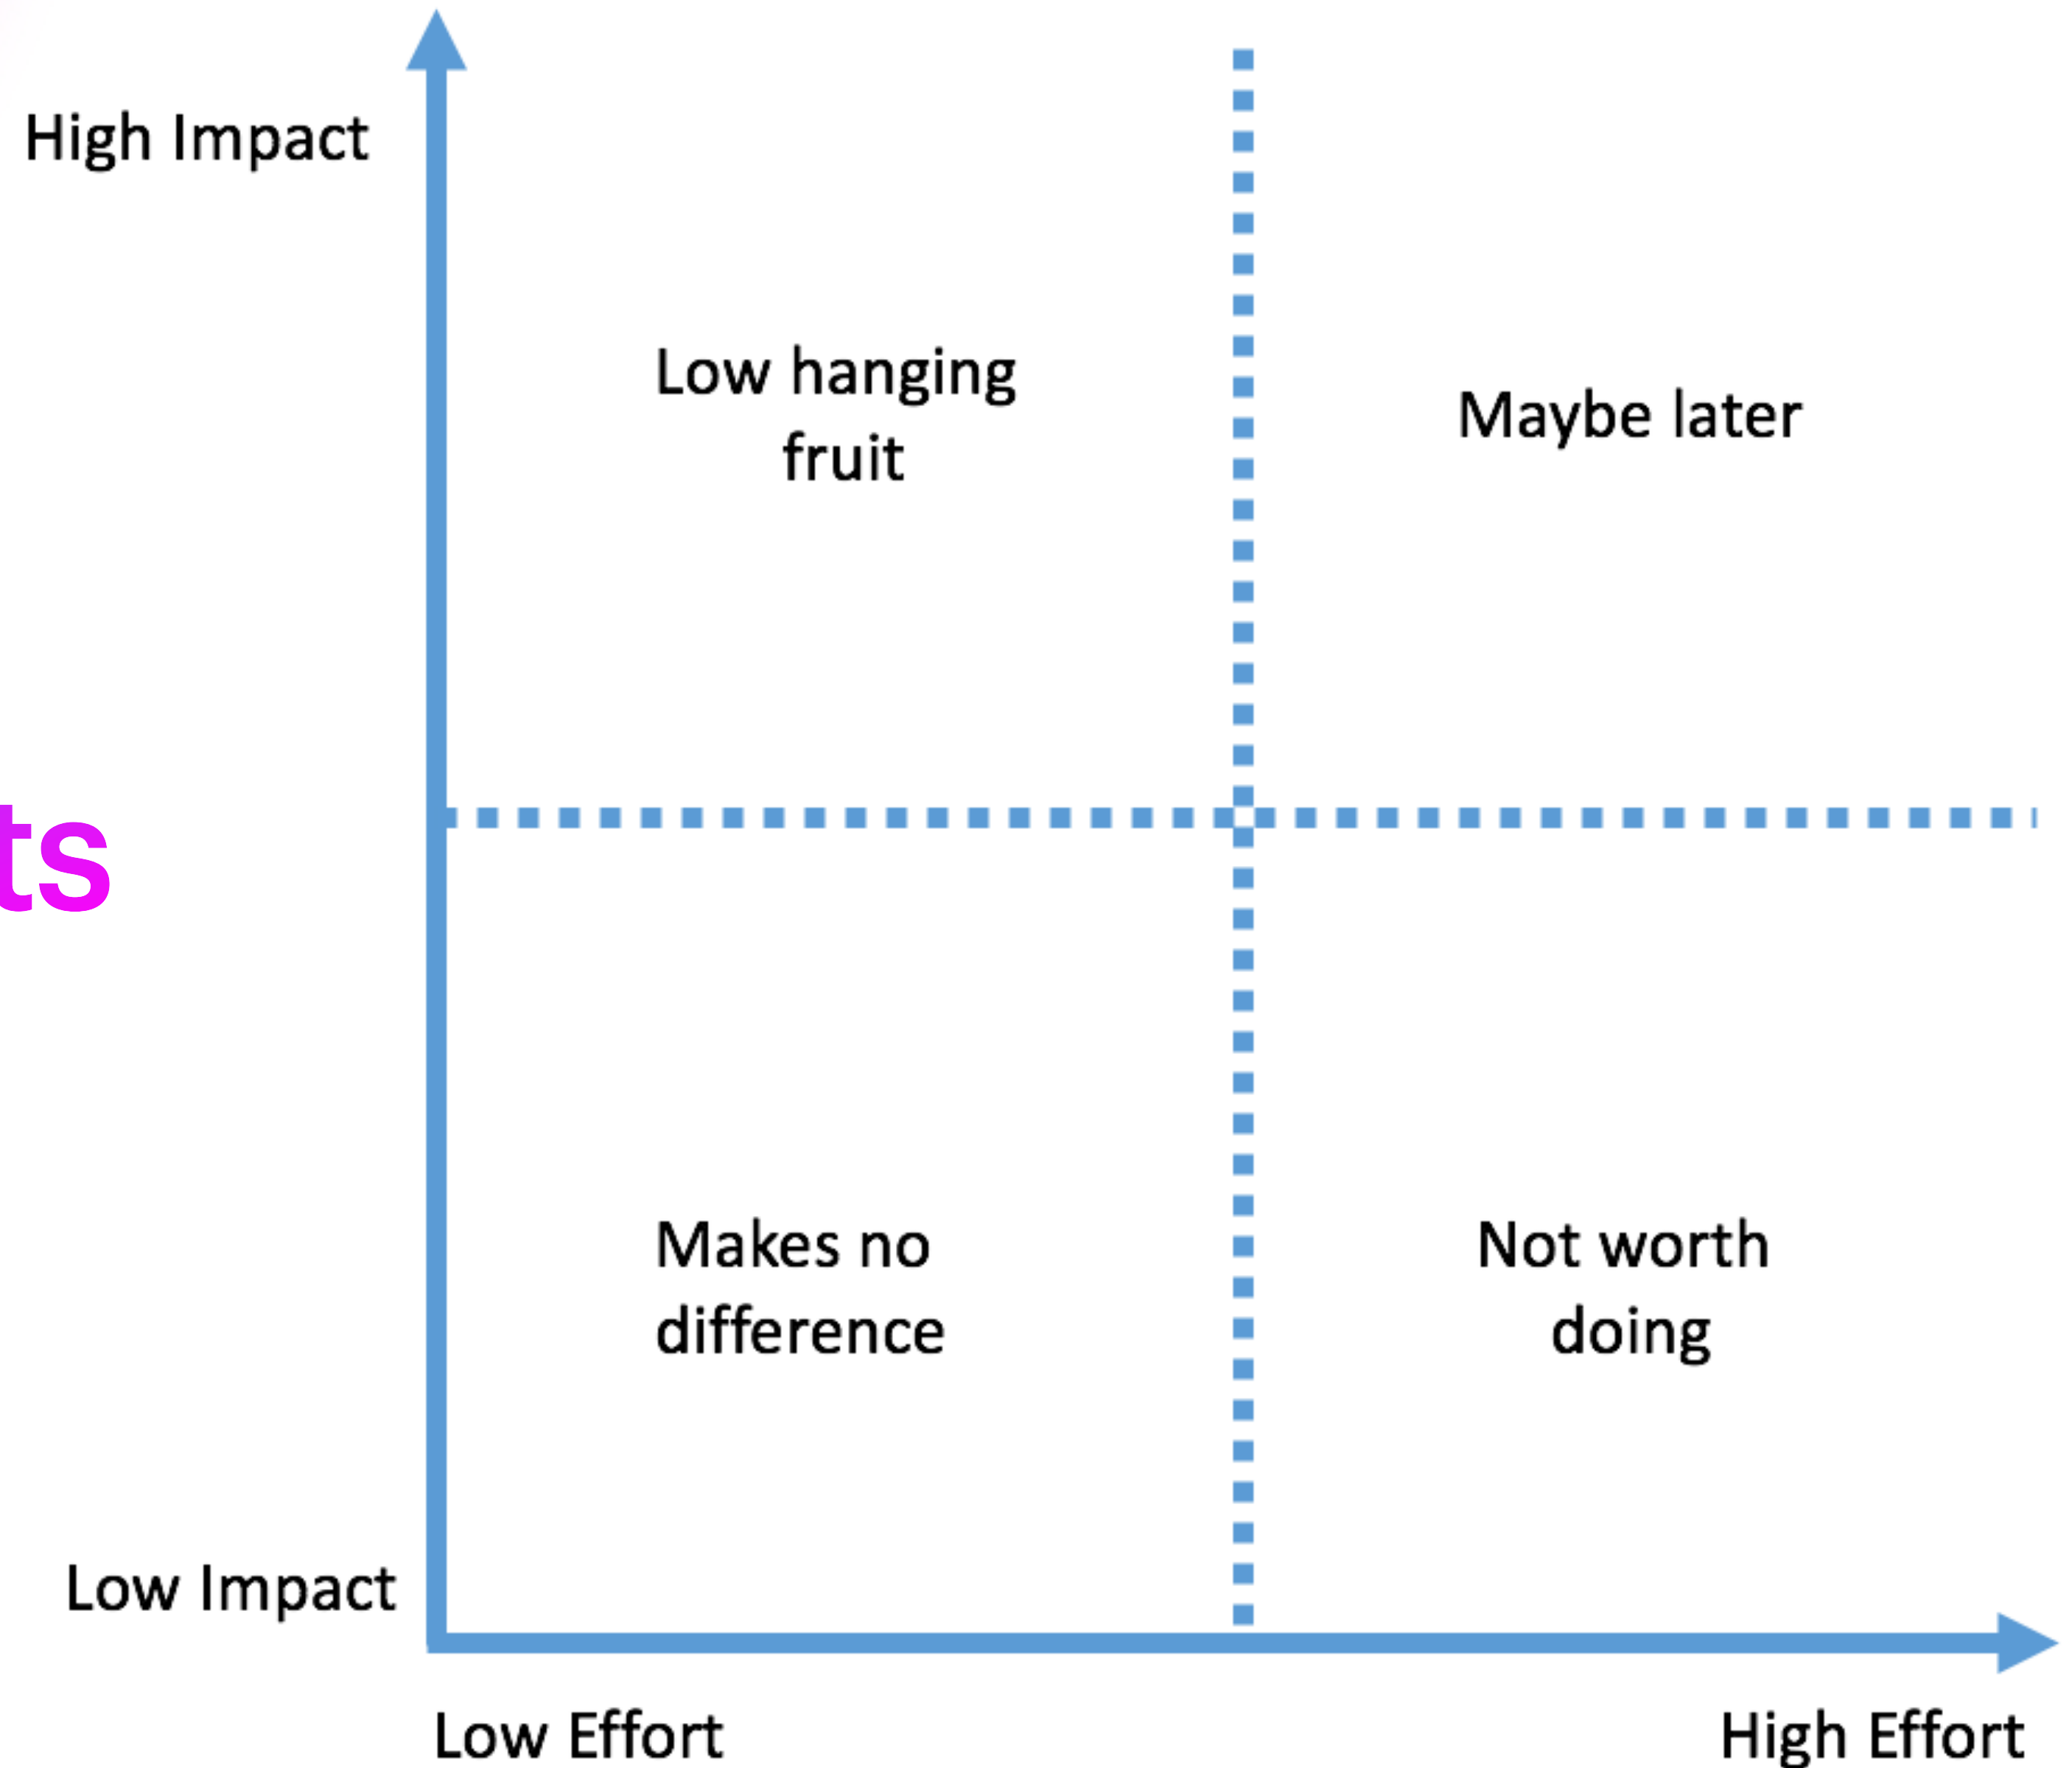 High Impact
Low hanging
fruit
Maybe later
ts
Makes no
difference
Not worth
doing
Low Impact
Low Effort
High Effort